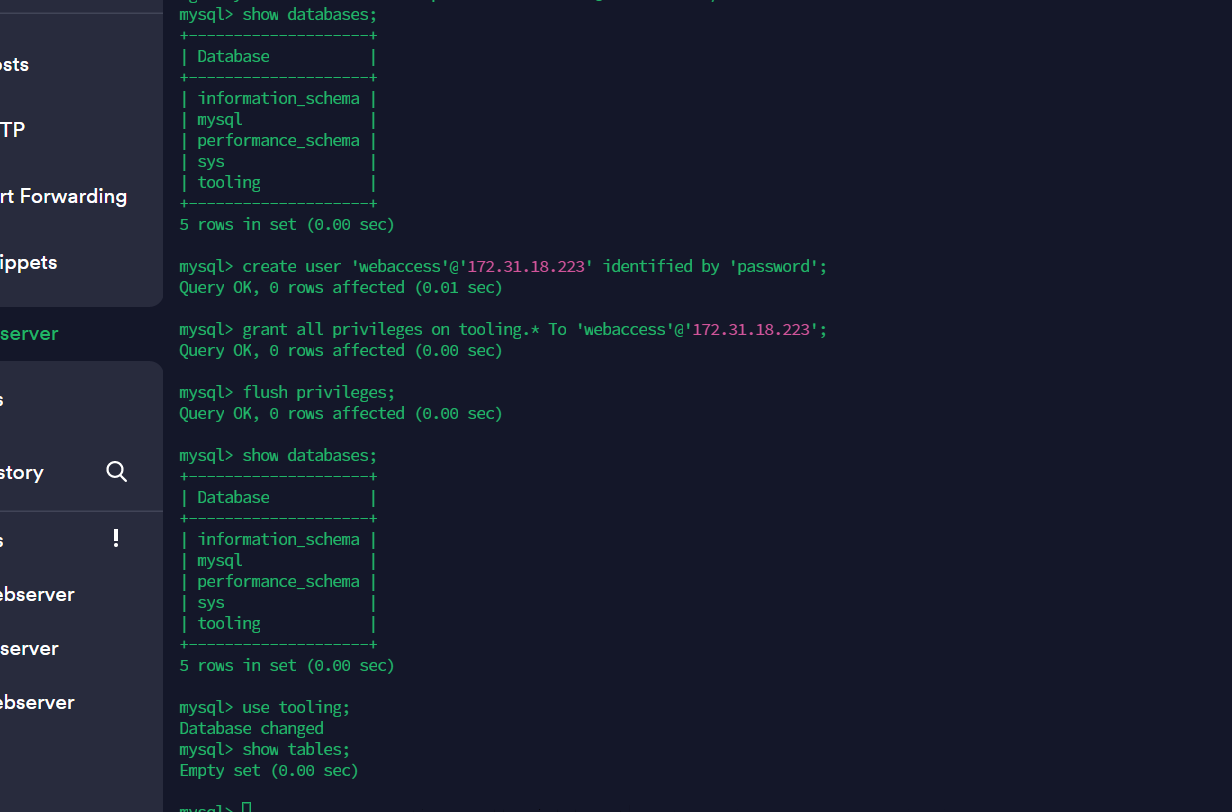 mysql> show databases;
+--------------------+
| Database           |
+--------------------+
| information_schema |
| mysql              |
| performance_schema |
| sys                |
| tooling            |
+--------------------+
5 rows in set (0.00 sec)
mysql> create user 'webaccess'@'172.31.18.223' identified by 'password';
Query OK, 0 rows affected (0.01 sec)
mysql> grant all privileges on tooling.* To 'webaccess'@'172.31.18.223';
Query OK, 0 rows affected (0.00 sec)
mysql> flush privileges;
Query OK, 0 rows affected (0.00 sec)
mysql> show databases;
+--------------------+
| Database           |
+--------------------+
| information_schema |
| mysql              |
| performance_schema |
| sys                |
| tooling            |
+--------------------+
5 rows in set (0.00 sec)
mysql> use tooling;
Database changed
mysql> show tables;
Empty set (0.00 sec)
mysql>
osts
TP
rt Forwarding
ippets
server
s
story
s !
ebserver
server
ebserver